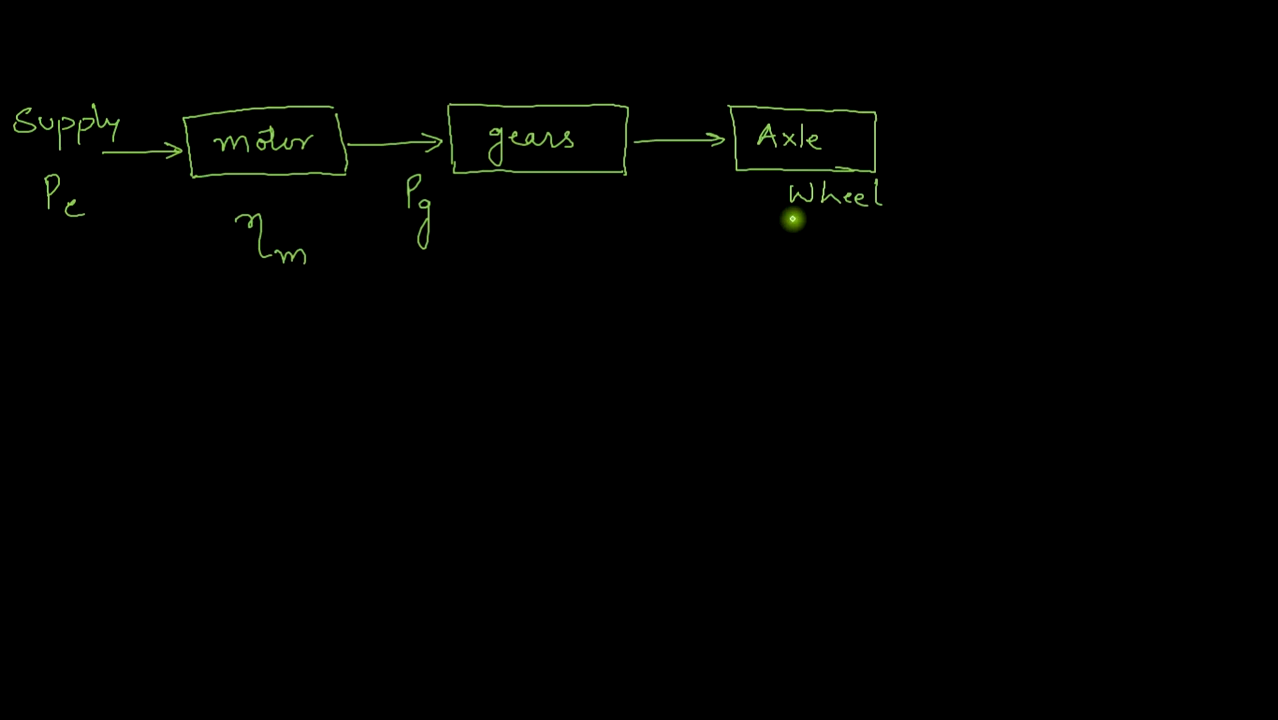 Supply
motor
gears
Axle
Wheel
Pe
ηm
Pg